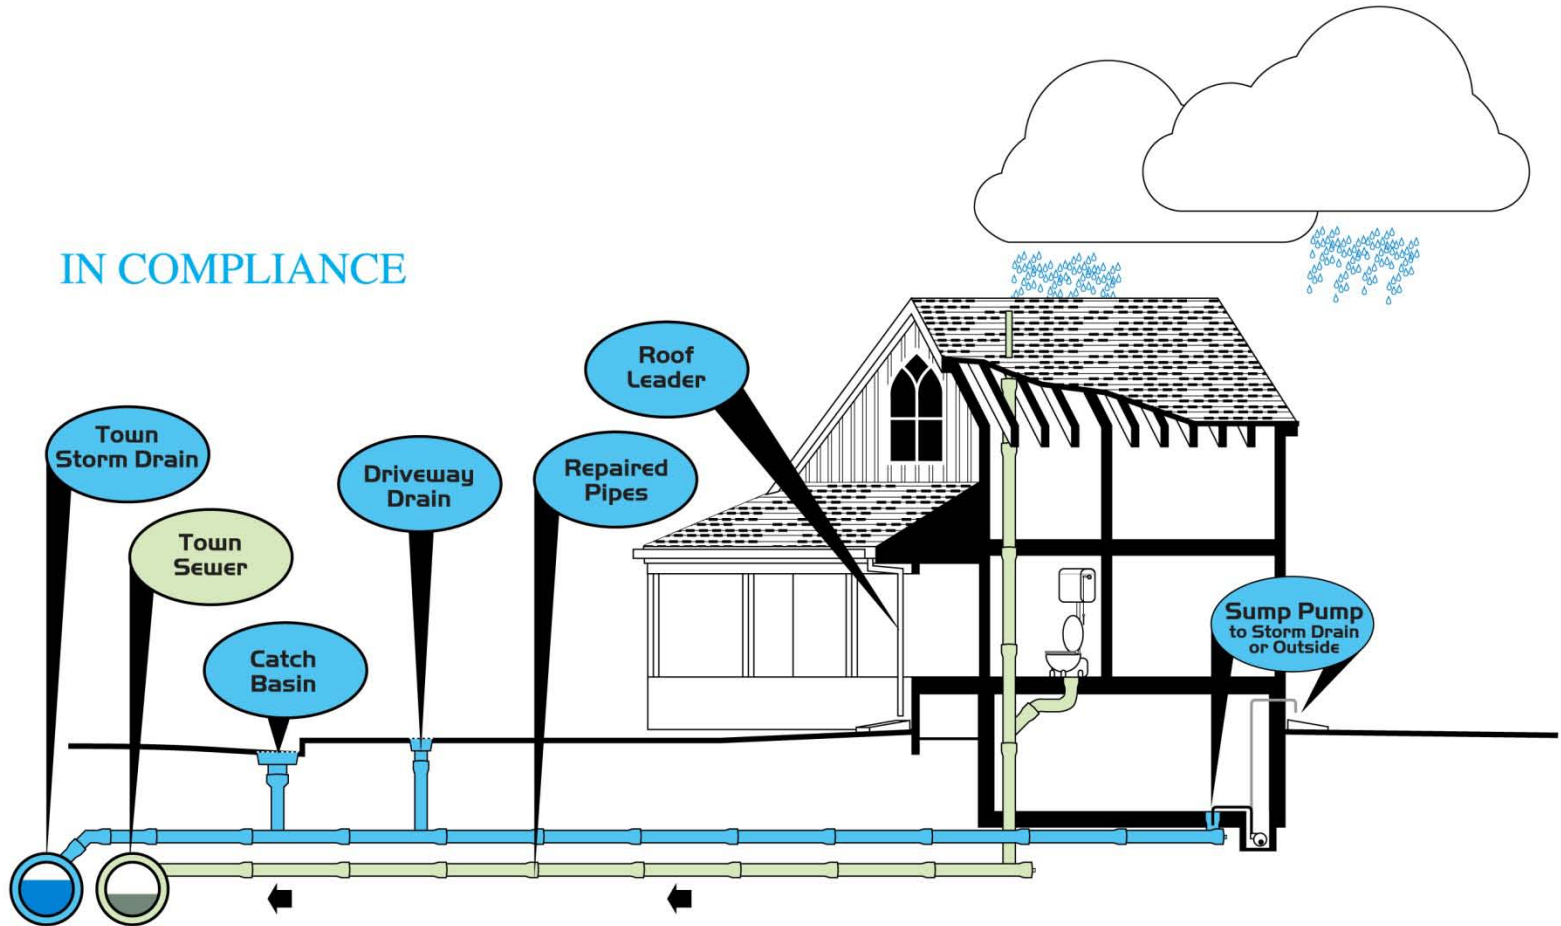 IN COMPLIANCE
Roof
Leader
Town
Storm Drain
Driveway
Drain
Repaired
Pipes
Town
Sewer
Catch
Basin
Sump Pump
to Storm Drain
or Outside